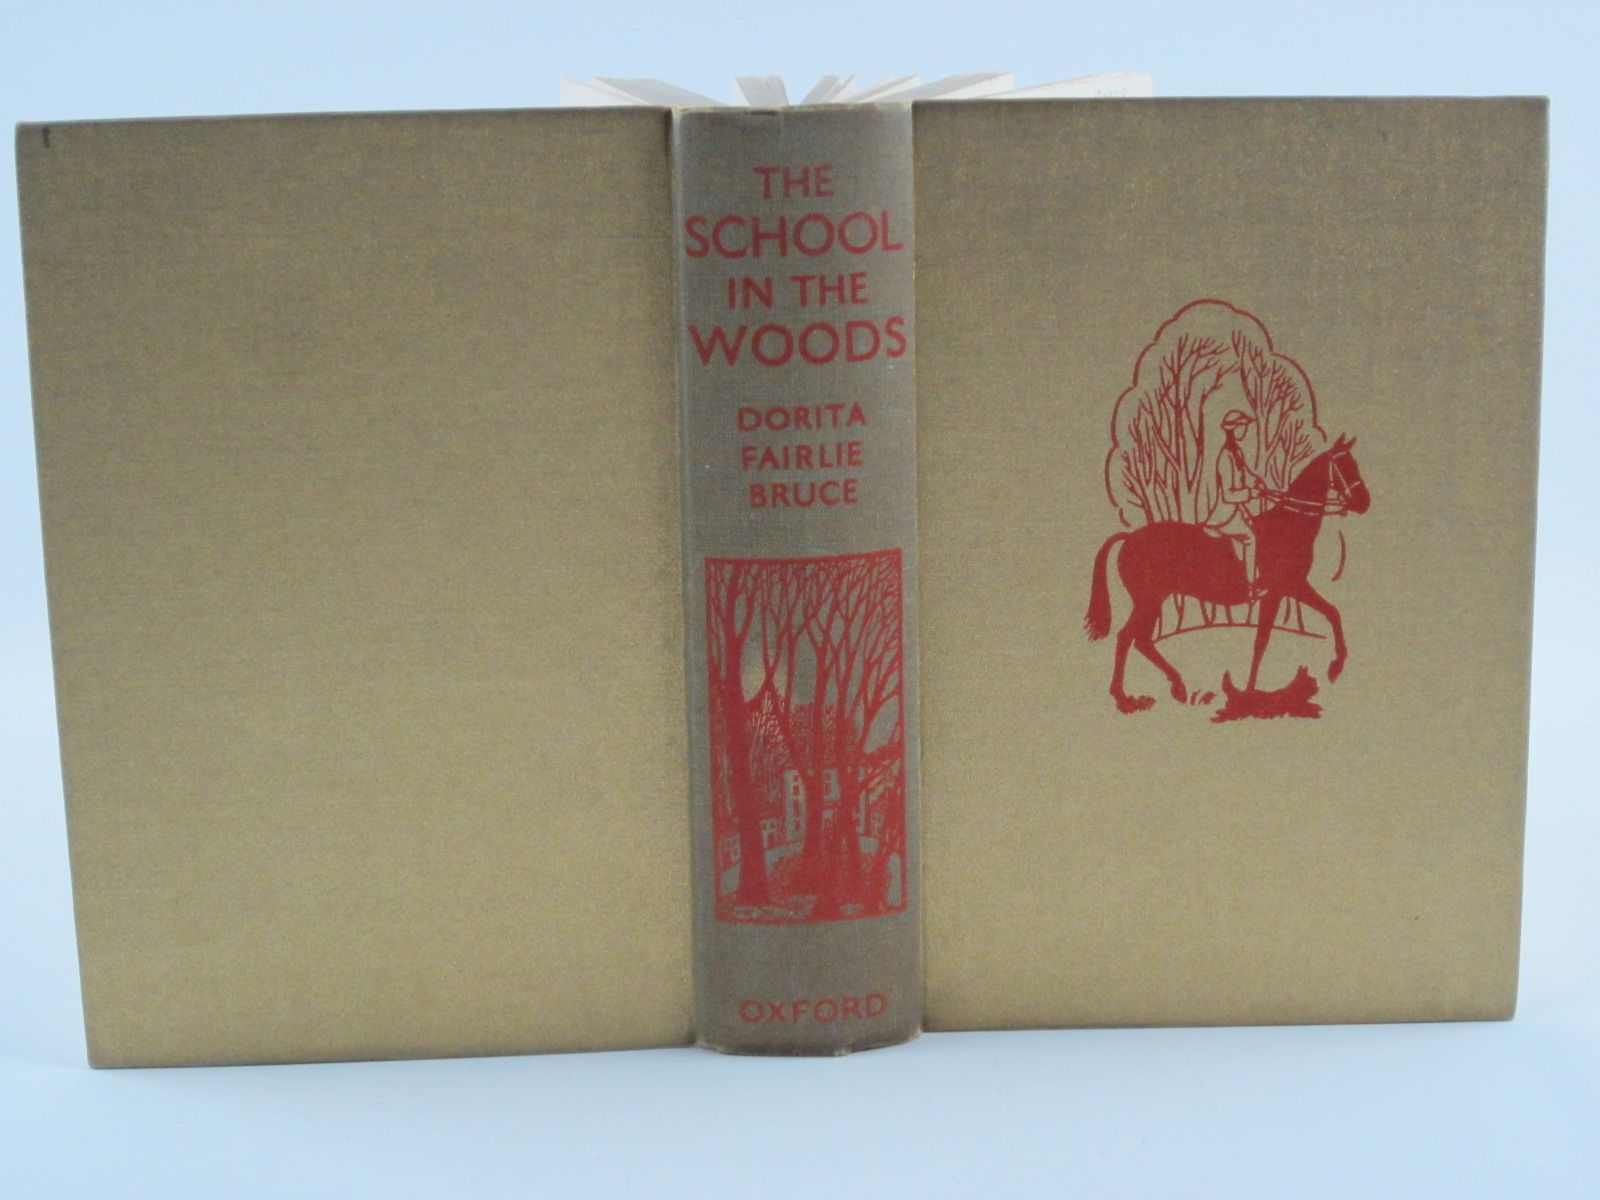 THE
SCHOOL
IN THE
WOODS
DORITA
FAIRLIE
BRUCE
OXFORD